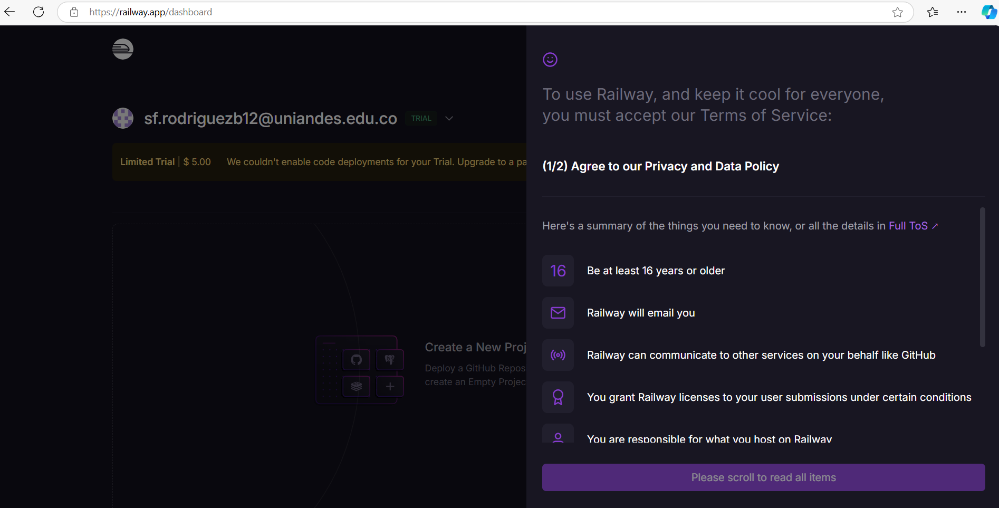 https://railway.app/dashboard
sf.rodriguezb12@uniandes.edu.co TRIAL
Limited Trial | $ 5.00 We couldn't enable code deployments for your Trial. Upgrade to a
Create a New
Deploy a GitHub
create an Empty
To use Railway, and keep it cool for everyone,
you must accept our Terms of Service:
(1/2) Agree to our Privacy and Data Policy
Here's a summary of the things you need to know, or all the details in Full ToS ↗
16 Be at least 16 years or older
Railway will email you
Railway can communicate to other services on your behalf like GitHub
You grant Railway licenses to your user submissions under certain conditions
You are responsible for what you host on Railway
Please scroll to read all items